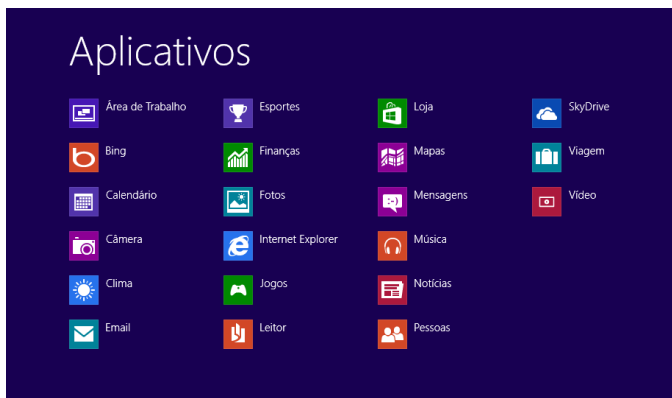 Aplicativos
Área de Trabalho
Bing
Calendário
Câmera
Clima
Email
Esportes
Finanças
Fotos
Internet Explorer
Jogos
Leitor
Loja
Mapas
Mensagens
Música
Notícias
Pessoas
SkyDrive
Viagem
Vídeo